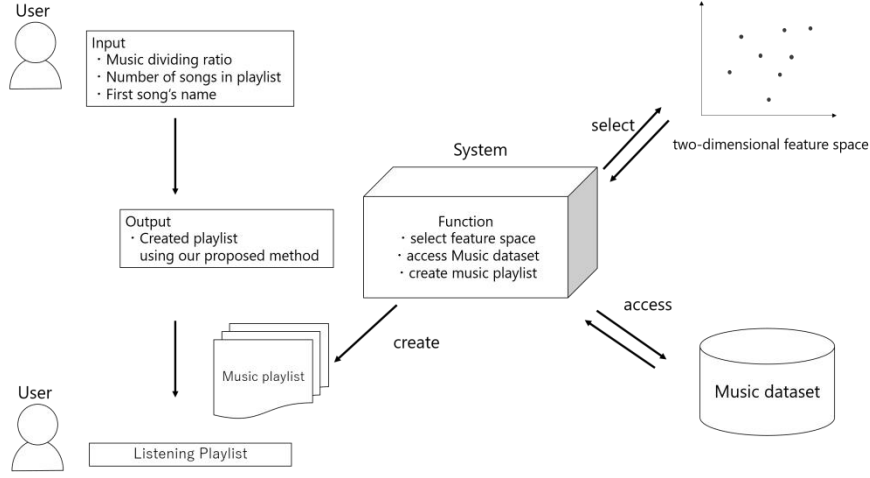 User
Input
・Music dividing ratio
・Number of songs in playlist
・First song's name
select
two-dimensional feature space
System
Output
・Created playlist
using our proposed method
Function
・select feature space
・access Music dataset
・create music playlist
access
create
Music playlist
Music dataset
User
Listening Playlist